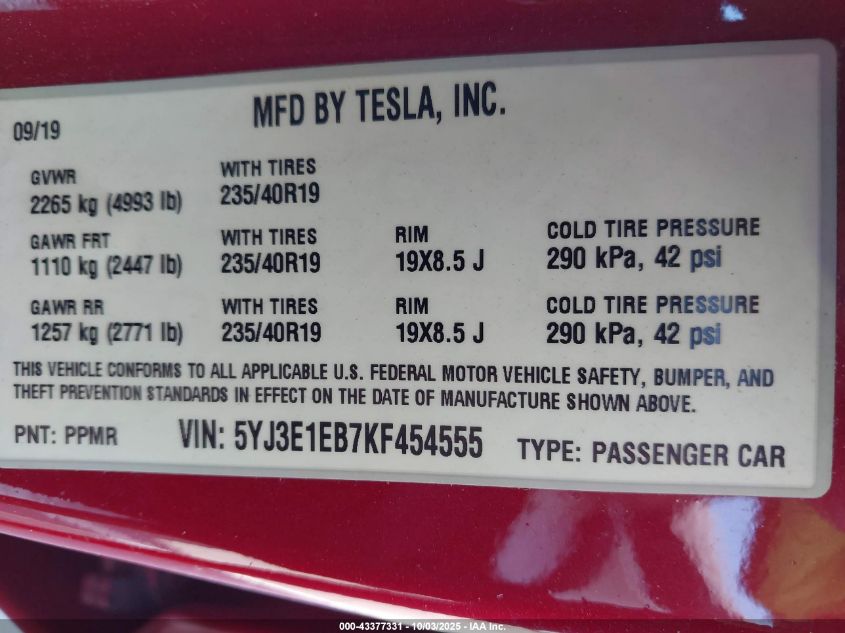 MFD BY TESLA, INC.
09/19
GVWR WITH TIRES
2265 kg (4993 lb) 235/40R19
GAWR FRT WITH TIRES RIM COLD TIRE PRESSURE
1110 kg (2447 lb) 235/40R19 19X8.5 J 290 kPa, 42 psi
GAWR RR WITH TIRES RIM COLD TIRE PRESSURE
1257 kg (2771 lb) 235/40R19 19X8.5 J 290 kPa, 42 psi
THIS VEHICLE CONFORMS TO ALL APPLICABLE U.S. FEDERAL MOTOR VEHICLE SAFETY, BUMPER, AND
THEFT PREVENTION STANDARDS IN EFFECT ON THE DATE OF MANUFACTURE SHOWN ABOVE.
PNT: PPMR VIN: 5YJ3E1EB7KF454555 TYPE: PASSENGER CAR
000-43377331 - 10/03/2025 - IAA Inc.